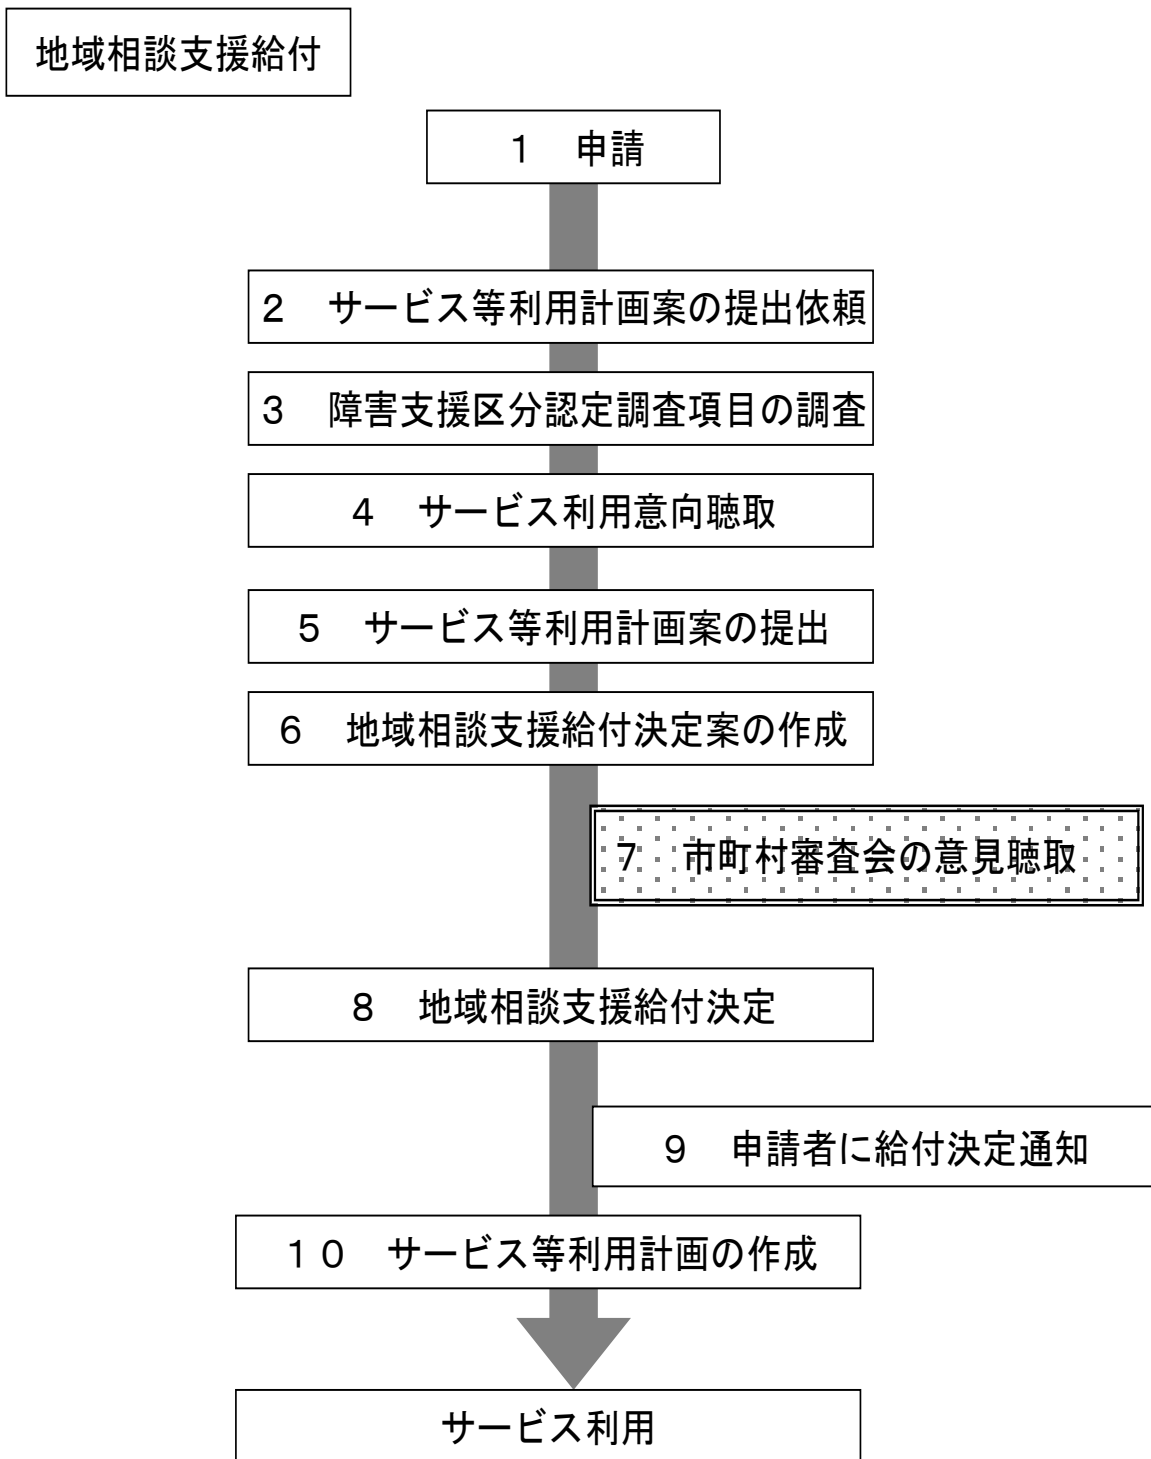 地域相談支援給付
１　申請
２　サービス等利用計画案の提出依頼
３　障害支援区分認定調査項目の調査
４　サービス利用意向聴取
５　サービス等利用計画案の提出
６　地域相談支援給付決定案の作成
７　市町村審査会の意見聴取
８　地域相談支援給付決定
９　申請者に給付決定通知
１０　サービス等利用計画の作成
サービス利用